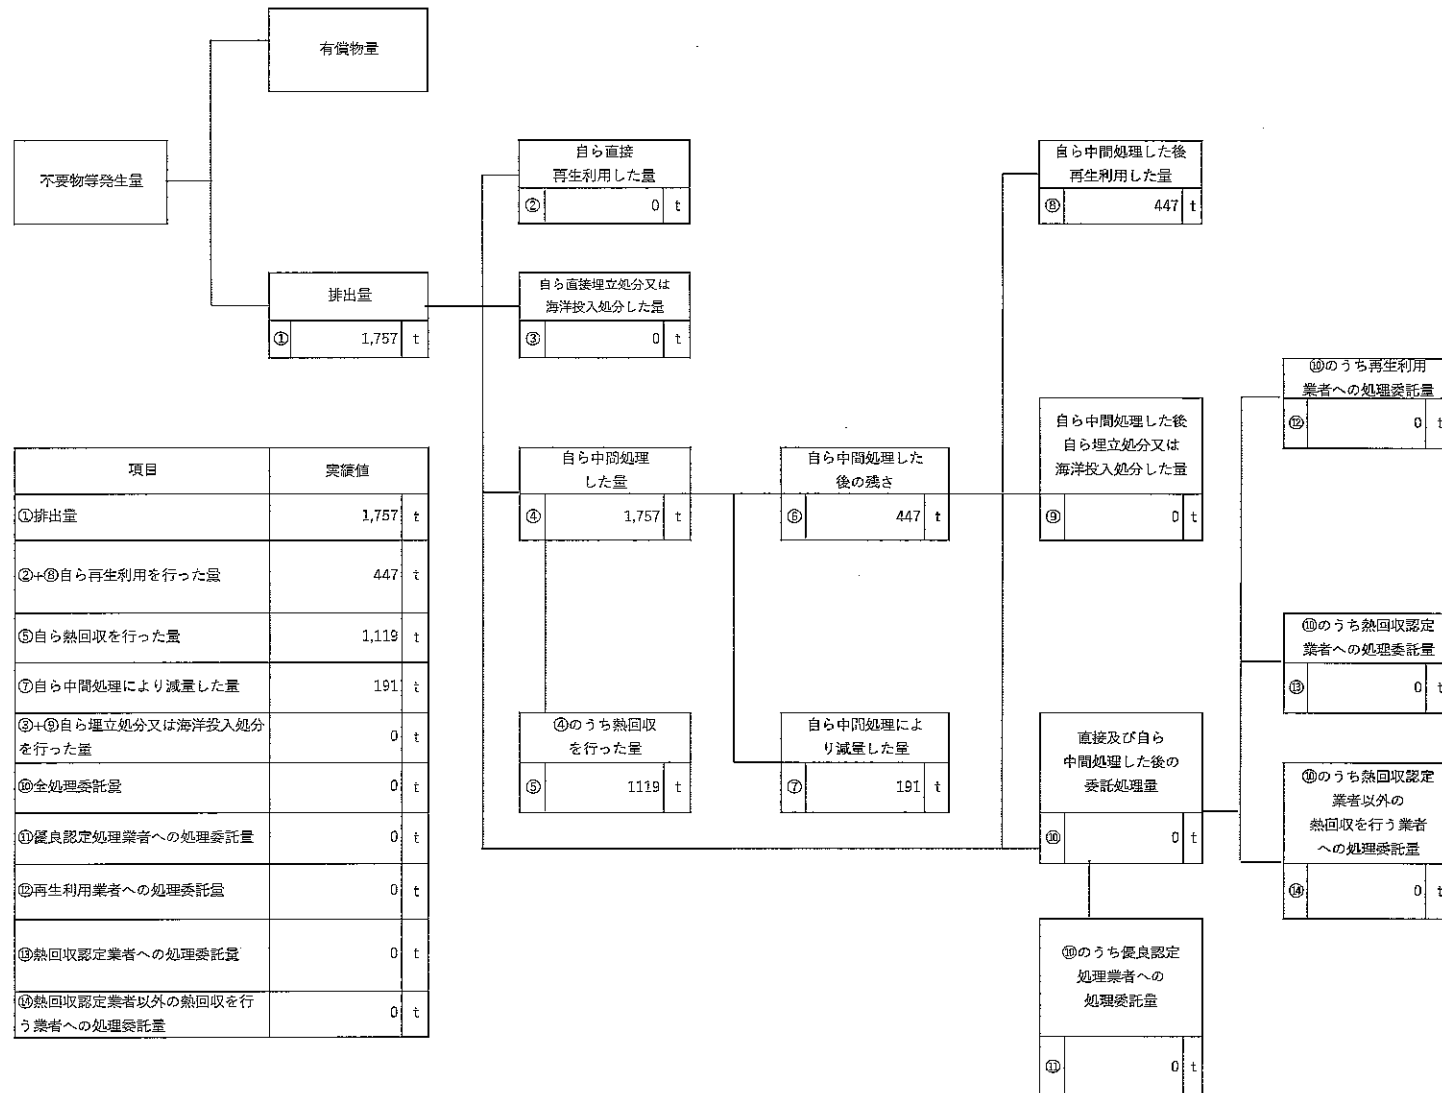 有償物量
不要物等発生量
排出量
① 1,757 t
自ら直接
再生利用した量
② 0 t
自ら直接埋立処分又は
海洋投入処分した量
③ 0 t
自ら中間処理
した量
④ 1,757 t
④のうち熱回収
を行った量
⑤ 1119 t
自ら中間処理した
後の残さ
⑥ 447 t
自ら中間処理によ
り減量した量
⑦ 191 t
自ら中間処理した後
再生利用した量
⑧ 447 t
自ら中間処理した後
自ら埋立処分又は
海洋投入処分した量
⑨ 0 t
直接及び自ら
中間処理した後の
委託処理量
⑩ 0 t
⑩のうち優良認定
処理業者への
処理委託量
⑪ 0 t
⑩のうち再生利用
業者への処理委託量
⑫ 0 t
⑩のうち熱回収認定
業者への処理委託量
⑬ 0 t
⑩のうち熱回収認定
業者以外の
熱回収を行う業者
への処理委託量
⑭ 0 t
項目 実績値
①排出量 1,757 t
②+⑧自ら再生利用を行った量 447 t
⑤自ら熱回収を行った量 1,119 t
⑦自ら中間処理により減量した量 191 t
③+⑨自ら埋立処分又は海洋投入処分
を行った量 0 t
⑩全処理委託量 0 t
⑪優良認定処理業者への処理委託量 0 t
⑫再生利用業者への処理委託量 0 t
⑬熱回収認定業者への処理委託量 0 t
⑭熱回収認定業者以外の熱回収を行
う業者への処理委託量 0 t